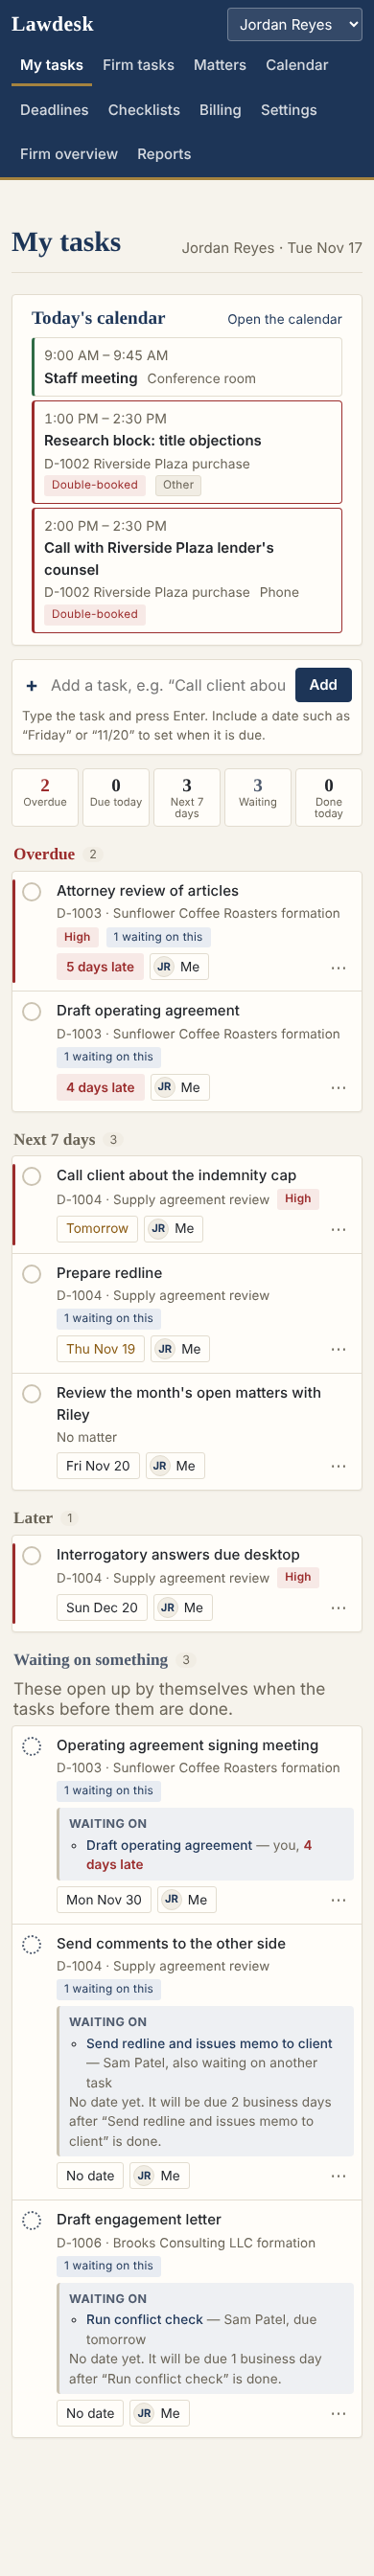 Lawdesk
Jordan Reyes
My tasks
Firm tasks
Matters
Calendar
Deadlines
Checklists
Billing
Settings
Firm overview
Reports
My tasks
Jordan Reyes · Tue Nov 17
Today's calendar
Open the calendar
9:00 AM – 9:45 AM
Staff meeting Conference room
1:00 PM – 2:30 PM
Research block: title objections
D-1002 Riverside Plaza purchase
Double-booked Other
2:00 PM – 2:30 PM
Call with Riverside Plaza lender's
counsel
D-1002 Riverside Plaza purchase Phone
Double-booked
+ Add a task, e.g. “Call client abou Add
Type the task and press Enter. Include a date such as
“Friday” or “11/20” to set when it is due.
2
Overdue
0
Due today
3
Next 7
days
3
Waiting
0
Done
today
Overdue 2
Attorney review of articles
D-1003 · Sunflower Coffee Roasters formation
High 1 waiting on this
5 days late JR Me ···
Draft operating agreement
D-1003 · Sunflower Coffee Roasters formation
1 waiting on this
4 days late JR Me ···
Next 7 days 3
Call client about the indemnity cap
D-1004 · Supply agreement review High
Tomorrow JR Me ···
Prepare redline
D-1004 · Supply agreement review
1 waiting on this
Thu Nov 19 JR Me ···
Review the month's open matters with
Riley
No matter
Fri Nov 20 JR Me ···
Later 1
Interrogatory answers due desktop
D-1004 · Supply agreement review High
Sun Dec 20 JR Me ···
Waiting on something 3
These open up by themselves when the
tasks before them are done.
Operating agreement signing meeting
D-1003 · Sunflower Coffee Roasters formation
1 waiting on this
WAITING ON
Draft operating agreement — you, 4
days late
Mon Nov 30 JR Me ···
Send comments to the other side
D-1004 · Supply agreement review
1 waiting on this
WAITING ON
Send redline and issues memo to client
— Sam Patel, also waiting on another
task
No date yet. It will be due 2 business days
after “Send redline and issues memo to
client” is done.
No date JR Me ···
Draft engagement letter
D-1006 · Brooks Consulting LLC formation
1 waiting on this
WAITING ON
Run conflict check — Sam Patel, due
tomorrow
No date yet. It will be due 1 business day
after “Run conflict check” is done.
No date JR Me ···